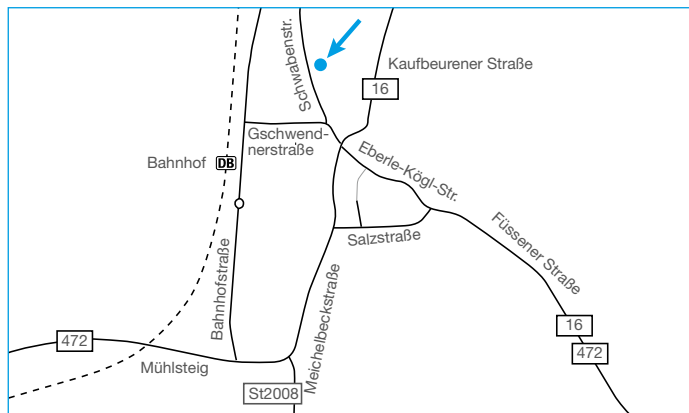 Schwabenstr.
Kaufbeurener Straße
16
Gschwend-
nerstraße
Bahnhof DB
Eberle-Kögl-Str.
Salzstraße
Füssener Straße
Bahnhofstraße
Meichelbeckstraße
16
472
472
Mühlsteig
St2008